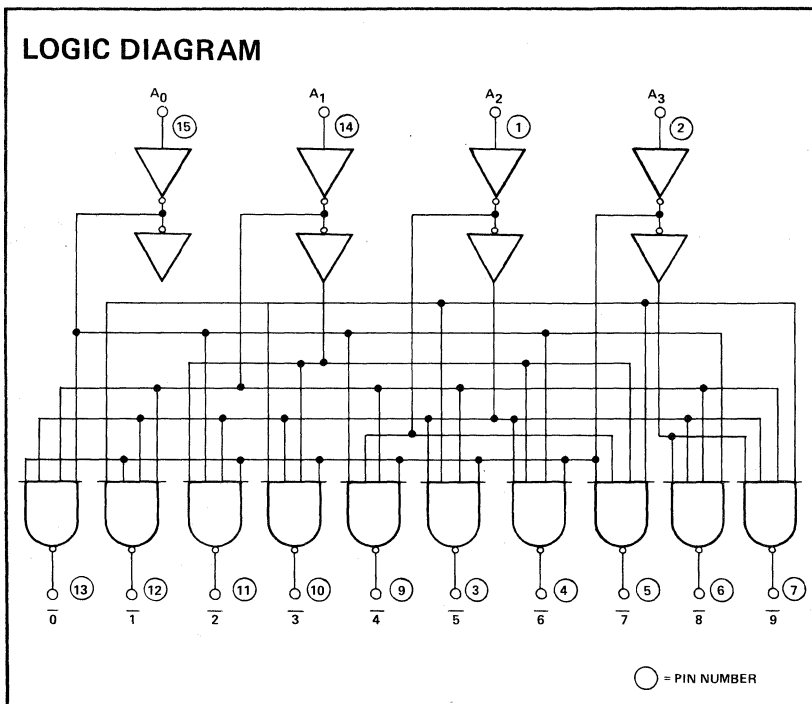 LOGIC DIAGRAM
A0 A1 A2 A3
15 14 1 2
13 12 11 10 9 3 4 5 6 7
0̅ 1̅ 2̅ 3̅ 4̅ 5̅ 6̅ 7̅ 8̅ 9̅
= PIN NUMBER